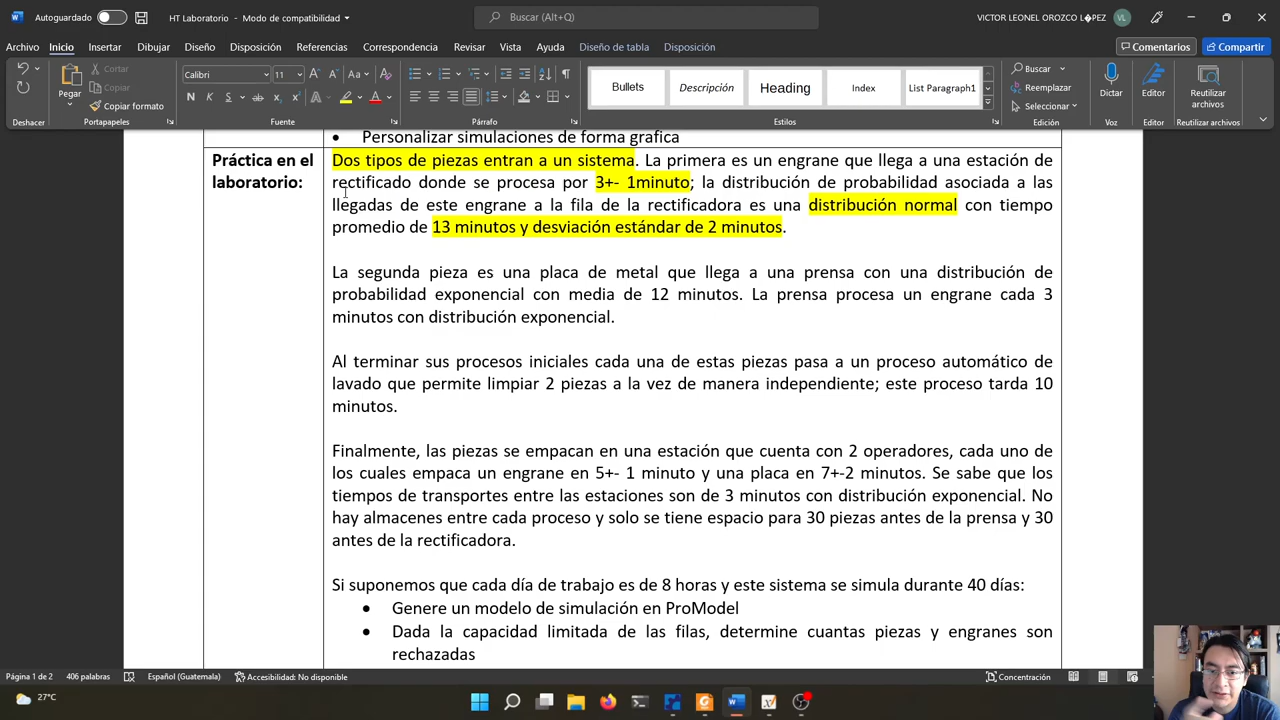 Autoguardado
HT Laboratorio - Modo de compatibilidad
Buscar (Alt+Q)
VICTOR LEONEL OROZCO L�PEZ
VL
Archivo Inicio Insertar Dibujar Diseño Disposición Referencias Correspondencia Revisar Vista Ayuda Diseño de tabla Disposición
Comentarios Compartir
Pegar
Cortar
Copiar
Copiar formato
Calibri 11
N K S
Bullets Descripción Heading Index List Paragraph1
Buscar
Reemplazar
Seleccionar
Dictar
Editor
Reutilizar
archivos
Deshacer Portapapeles Fuente Párrafo Estilos Edición Voz Editor Reutilizar archivos
• Personalizar simulaciones de forma grafica
Práctica en el
laboratorio:
Dos tipos de piezas entran a un sistema. La primera es un engrane que llega a una estación de
rectificado donde se procesa por 3+- 1minuto; la distribución de probabilidad asociada a las
llegadas de este engrane a la fila de la rectificadora es una distribución normal con tiempo
promedio de 13 minutos y desviación estándar de 2 minutos.
La segunda pieza es una placa de metal que llega a una prensa con una distribución de
probabilidad exponencial con media de 12 minutos. La prensa procesa un engrane cada 3
minutos con distribución exponencial.
Al terminar sus procesos iniciales cada una de estas piezas pasa a un proceso automático de
lavado que permite limpiar 2 piezas a la vez de manera independiente; este proceso tarda 10
minutos.
Finalmente, las piezas se empacan en una estación que cuenta con 2 operadores, cada uno de
los cuales empaca un engrane en 5+- 1 minuto y una placa en 7+-2 minutos. Se sabe que los
tiempos de transportes entre las estaciones son de 3 minutos con distribución exponencial. No
hay almacenes entre cada proceso y solo se tiene espacio para 30 piezas antes de la prensa y 30
antes de la rectificadora.
Si suponemos que cada día de trabajo es de 8 horas y este sistema se simula durante 40 días:
• Genere un modelo de simulación en ProModel
• Dada la capacidad limitada de las filas, determine cuantas piezas y engranes son
rechazadas
Página 1 de 2 406 palabras Español (Guatemala) Accesibilidad: No disponible
Concentración
27°C